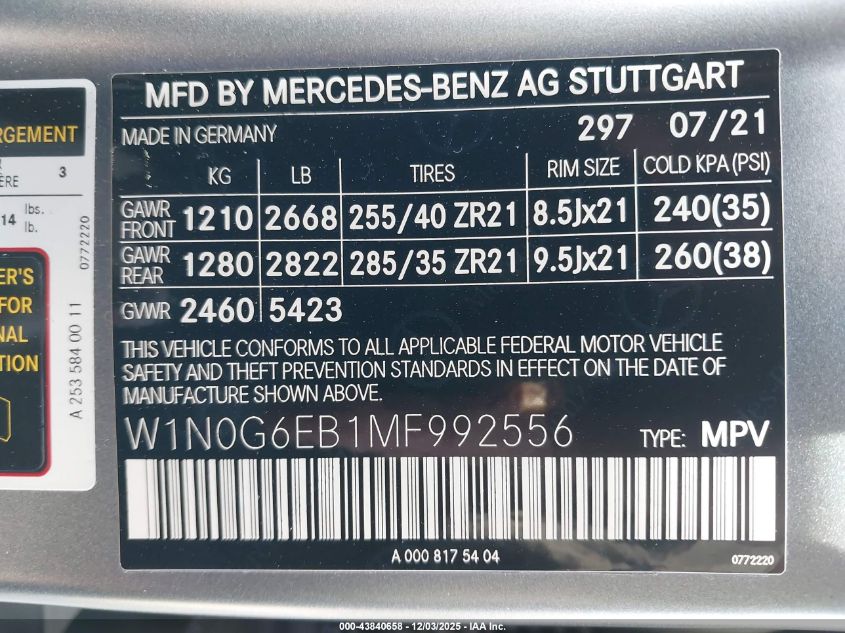 MFD BY MERCEDES-BENZ AG STUTTGART
MADE IN GERMANY 297 07/21
KG LB TIRES RIM SIZE COLD KPA (PSI)
GAWR FRONT 1210 2668 255/40 ZR21 8.5Jx21 240(35)
GAWR REAR 1280 2822 285/35 ZR21 9.5Jx21 260(38)
GVWR 2460 5423
THIS VEHICLE CONFORMS TO ALL APPLICABLE FEDERAL MOTOR VEHICLE
SAFETY AND THEFT PREVENTION STANDARDS IN EFFECT ON THE DATE OF
MANUFACTURE SHOWN ABOVE.
W1N0G6EB1MF992556 TYPE: MPV
A 000 817 54 04 0772220
RGEMENT
3
ERE
14 lbs.
lb.
0772220
ER'S
FOR
NAL
TION
A 253 584 00 11
000-43840658 - 12/03/2025 - IAA Inc.